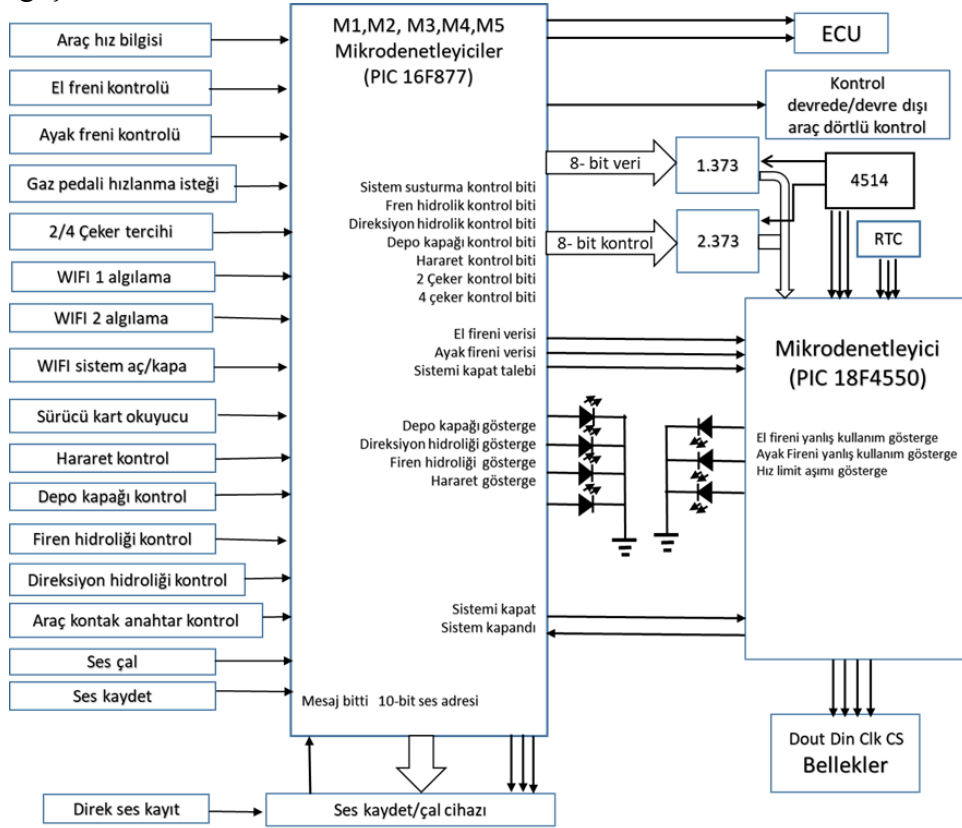 Araç hız bilgisi
El freni kontrolü
Ayak freni kontrolü
Gaz pedali hızlanma isteği
2/4 Çeker tercihi
WIFI 1 algılama
WIFI 2 algılama
WIFI sistem aç/kapa
Sürücü kart okuyucu
Hararet kontrol
Depo kapağı kontrol
Firen hidroliği kontrol
Direksiyon hidroliği kontrol
Araç kontak anahtar kontrol
Ses çal
Ses kaydet
Direk ses kayıt
M1,M2, M3,M4,M5
Mikrodenetleyiciler
(PIC 16F877)
Sistem susturma kontrol biti
Fren hidrolik kontrol biti
Direksiyon hidrolik kontrol biti
Depo kapağı kontrol biti
Hararet kontrol biti
2 Çeker kontrol biti
4 çeker kontrol biti
El fireni verisi
Ayak fireni verisi
Sistemi kapat talebi
Depo kapağı gösterge
Direksiyon hidroliği gösterge
Firen hidroliği gösterge
Hararet gösterge
Sistemi kapat
Sistem kapandı
Mesaj bitti 10-bit ses adresi
Ses kaydet/çal cihazı
ECU
Kontrol
devrede/devre dışı
araç dörtlü kontrol
8- bit veri
1.373
4514
8- bit kontrol
2.373
RTC
Mikrodenetleyici
(PIC 18F4550)
El fireni yanlış kullanım gösterge
Ayak Fireni yanlış kullanım gösterge
Hız limit aşımı gösterge
Dout Din Clk CS
Bellekler